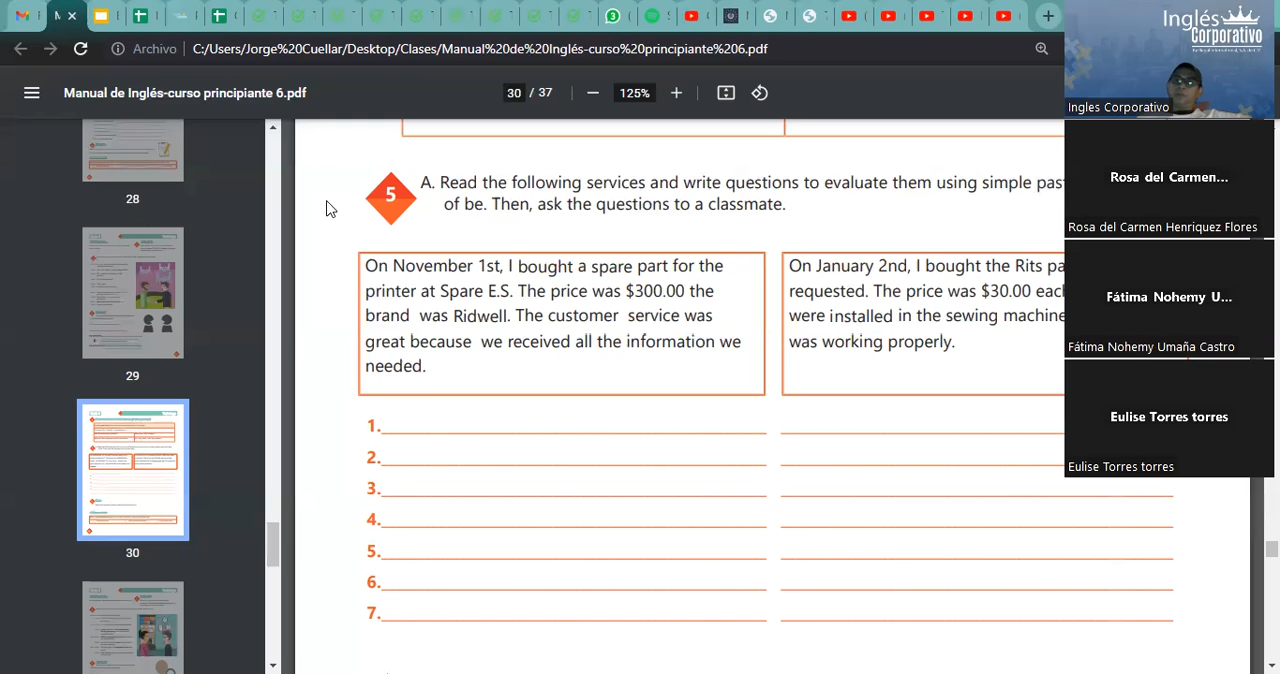 Archivo
C:/Users/Jorge%20Cuellar/Desktop/Clases/Manual%20de%20Inglés-curso%20principiante%206.pdf
Manual de Inglés-curso principiante 6.pdf
30 / 37
125%
28
29
30
5
A. Read the following services and write questions to evaluate them using simple pas
of be. Then, ask the questions to a classmate.
On November 1st, I bought a spare part for the
printer at Spare E.S. The price was $300.00 the
brand was Ridwell. The customer service was
great because we received all the information we
needed.
On January 2nd, I bought the Rits pa
requested. The price was $30.00 eac
were installed in the sewing machine
was working properly.
1.
2.
3.
4.
5.
6.
7.
Inglés
Corporativo
Ingles Corporativo
Rosa del Carmen...
Rosa del Carmen Henriquez Flores
Fátima Nohemy U...
Fátima Nohemy Umaña Castro
Eulise Torres torres
Eulise Torres torres